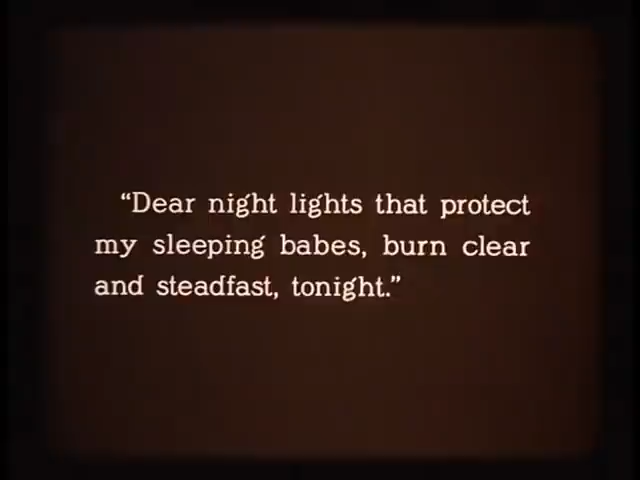 “Dear night lights that protect
my sleeping babes, burn clear
and steadfast, tonight.”